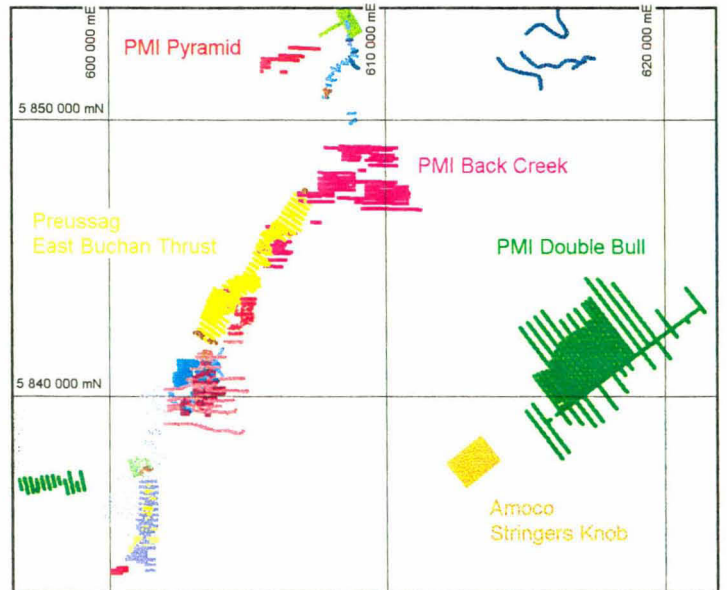 600 000 mE
610 000 mE
620 000 mE
PMI Pyramid
5 850 000 mN
PMI Back Creek
Preussag
East Buchan Thrust
PMI Double Bull
5 840 000 mN
Amoco
Stringers Knob